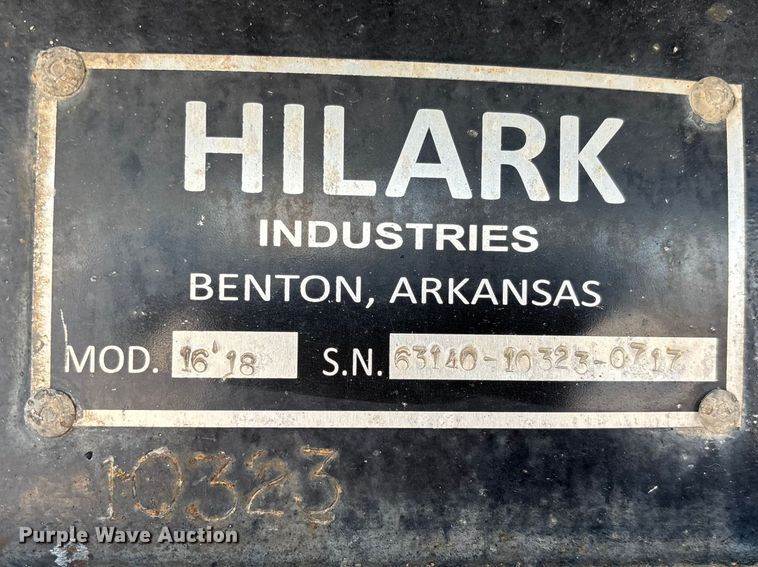 HILARK
INDUSTRIES
BENTON, ARKANSAS
MOD. 16'18 S.N. 63140-10323-0717
10323
Purple Wave Auction